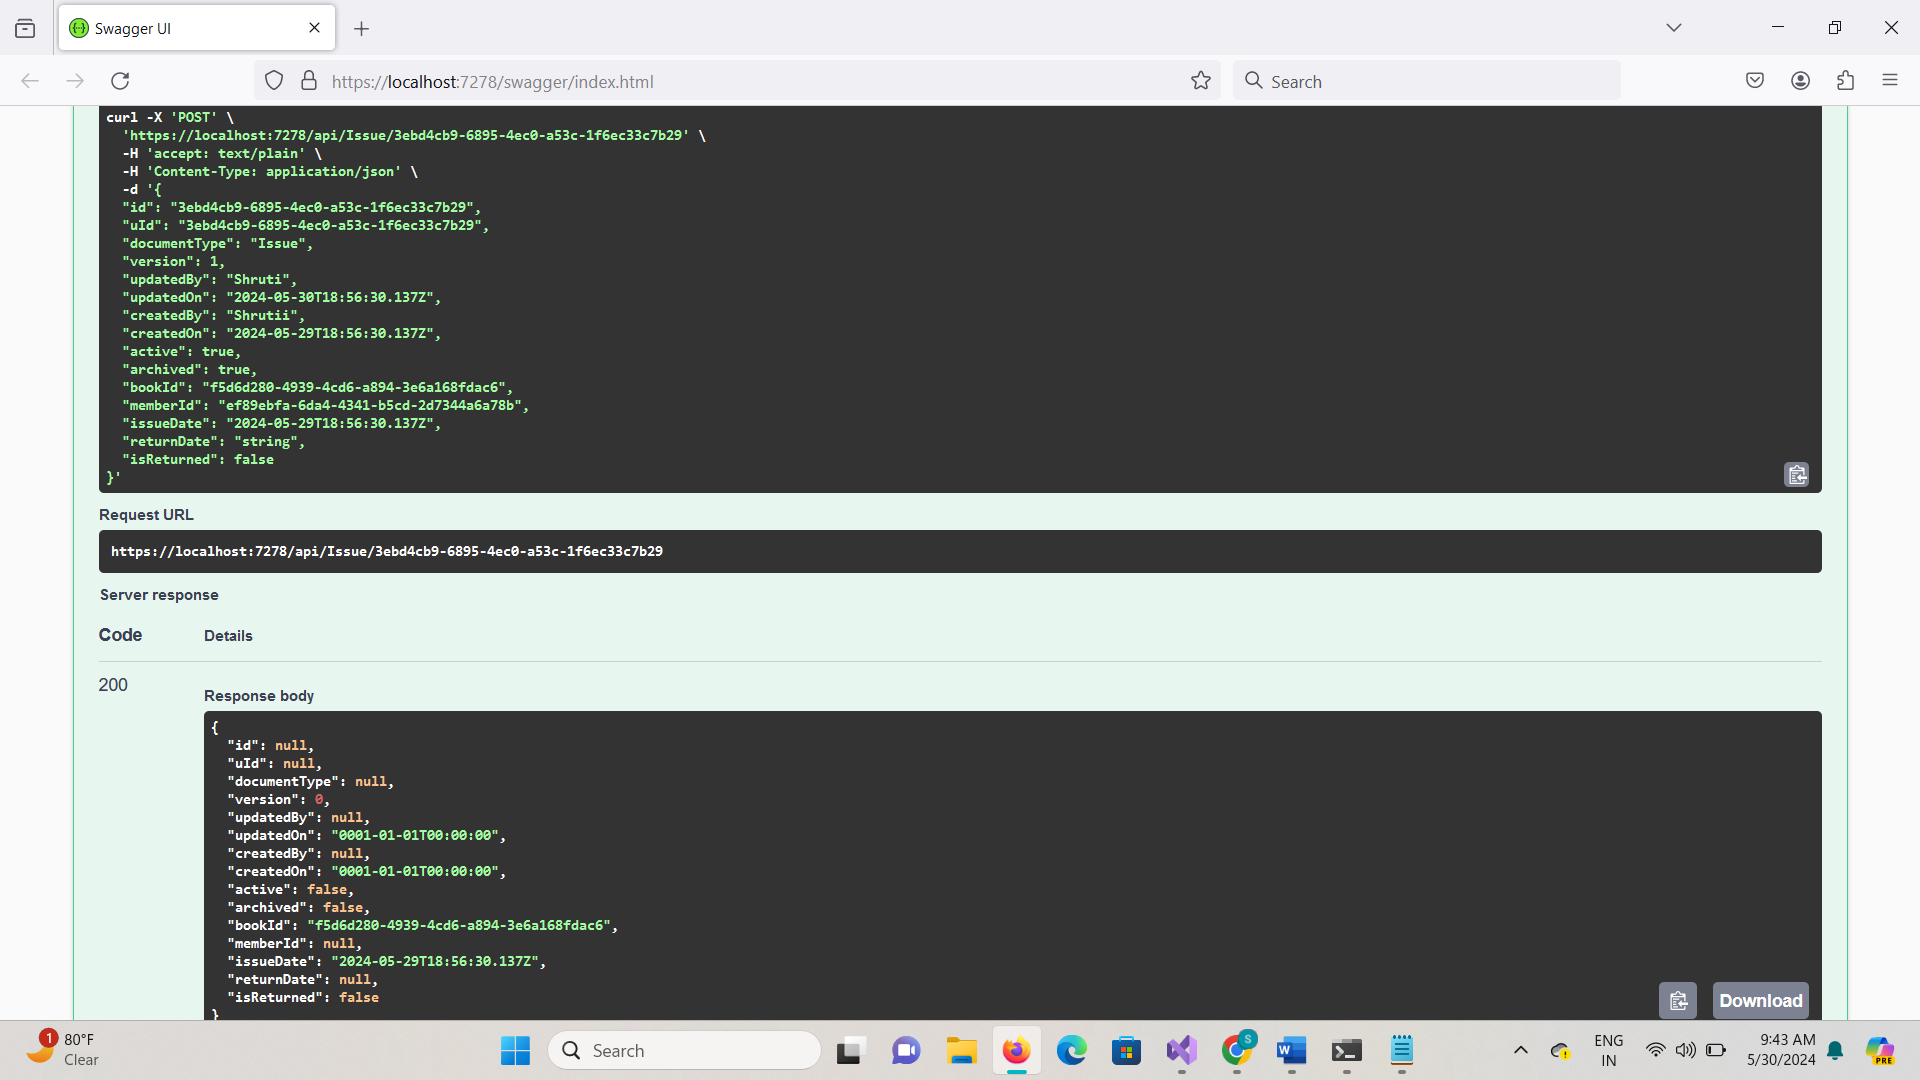 Swagger UI
https://localhost:7278/swagger/index.html
Search
curl -X 'POST' \
'https://localhost:7278/api/Issue/3ebd4cb9-6895-4ec0-a53c-1f6ec33c7b29' \
-H 'accept: text/plain' \
-H 'Content-Type: application/json' \
-d '{
"id": "3ebd4cb9-6895-4ec0-a53c-1f6ec33c7b29",
"uId": "3ebd4cb9-6895-4ec0-a53c-1f6ec33c7b29",
"documentType": "Issue",
"version": 1,
"updatedBy": "Shruti",
"updatedOn": "2024-05-30T18:56:30.137Z",
"createdBy": "Shrutii",
"createdOn": "2024-05-29T18:56:30.137Z",
"active": true,
"archived": true,
"bookId": "f5d6d280-4939-4cd6-a894-3e6a168fdac6",
"memberId": "ef89ebfa-6da4-4341-b5cd-2d7344a6a78b",
"issueDate": "2024-05-29T18:56:30.137Z",
"returnDate": "string",
"isReturned": false
}'
Request URL
https://localhost:7278/api/Issue/3ebd4cb9-6895-4ec0-a53c-1f6ec33c7b29
Server response
Code Details
200
Response body
{
"id": null,
"uId": null,
"documentType": null,
"version": 0,
"updatedBy": null,
"updatedOn": "0001-01-01T00:00:00",
"createdBy": null,
"createdOn": "0001-01-01T00:00:00",
"active": false,
"archived": false,
"bookId": "f5d6d280-4939-4cd6-a894-3e6a168fdac6",
"memberId": null,
"issueDate": "2024-05-29T18:56:30.137Z",
"returnDate": null,
"isReturned": false
}
Download
1
80°F
Clear
Search
S
W
ENG
IN
9:43 AM
5/30/2024
PRE